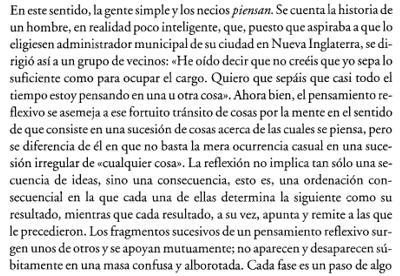 En este sentido, la gente simple y los necios piensan. Se cuenta la historia de
un hombre, en realidad poco inteligente, que, puesto que aspiraba a que lo
eligiesen administrador municipal de su ciudad en Nueva Inglaterra, se di-
rigió así a un grupo de vecinos: «He oído decir que no creéis que yo sepa lo
suficiente como para ocupar el cargo. Quiero que sepáis que casi todo el
tiempo estoy pensando en una u otra cosa». Ahora bien, el pensamiento re-
flexivo se asemeja a ese fortuito tránsito de cosas por la mente en el sentido
de que consiste en una sucesión de cosas acerca de las cuales se piensa, pero
se diferencia de él en que no basta la mera ocurrencia casual en una suce-
sión irregular de «cualquier cosa». La reflexión no implica tan sólo una se-
cuencia de ideas, sino una consecuencia, esto es, una ordenación con-
secuencial en la que cada una de ellas determina la siguiente como su
resultado, mientras que cada resultado, a su vez, apunta y remite a las que
le precedieron. Los fragmentos sucesivos de un pensamiento reflexivo sur-
gen unos de otros y se apoyan mutuamente; no aparecen y desaparecen sú-
bitamente en una masa confusa y alborotada. Cada fase es un paso de algo